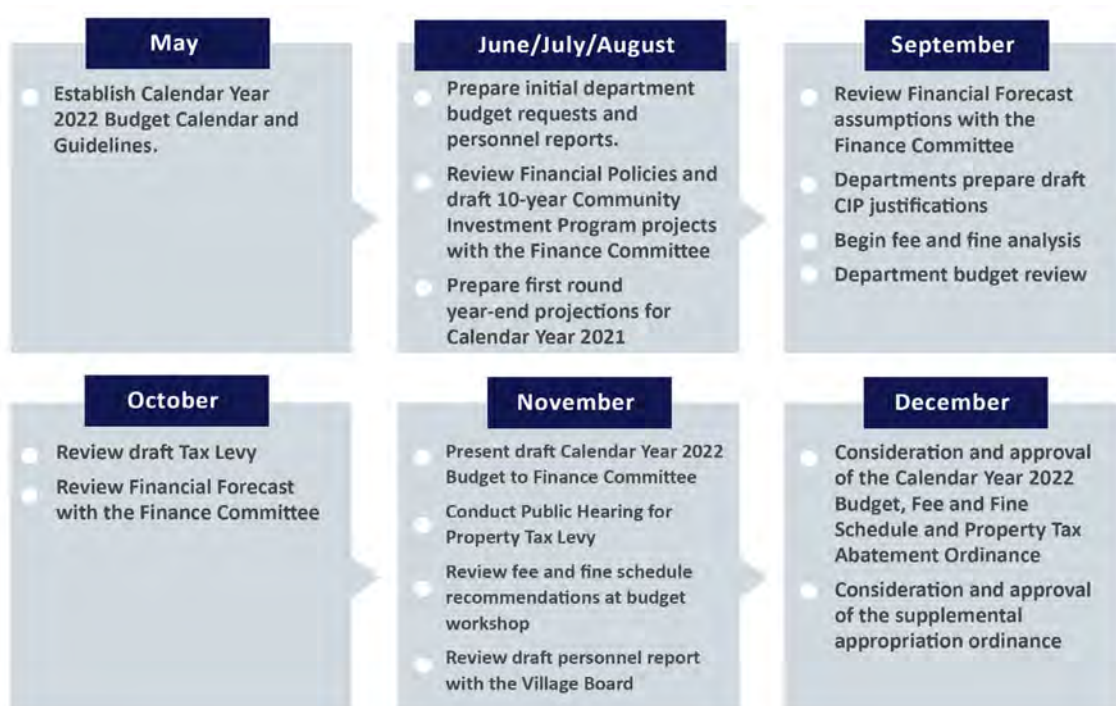 May
Establish Calendar Year
2022 Budget Calendar and
Guidelines.
June/July/August
Prepare initial department
budget requests and
personnel reports.
Review Financial Policies and
draft 10-year Community
Investment Program projects
with the Finance Committee
Prepare first round
year-end projections for
Calendar Year 2021
September
Review Financial Forecast
assumptions with the
Finance Committee
Departments prepare draft
CIP justifications
Begin fee and fine analysis
Department budget review
October
Review draft Tax Levy
Review Financial Forecast
with the Finance Committee
November
Present draft Calendar Year 2022
Budget to Finance Committee
Conduct Public Hearing for
Property Tax Levy
Review fee and fine schedule
recommendations at budget
workshop
Review draft personnel report
with the Village Board
December
Consideration and approval
of the Calendar Year 2022
Budget, Fee and Fine
Schedule and Property Tax
Abatement Ordinance
Consideration and approval
of the supplemental
appropriation ordinance